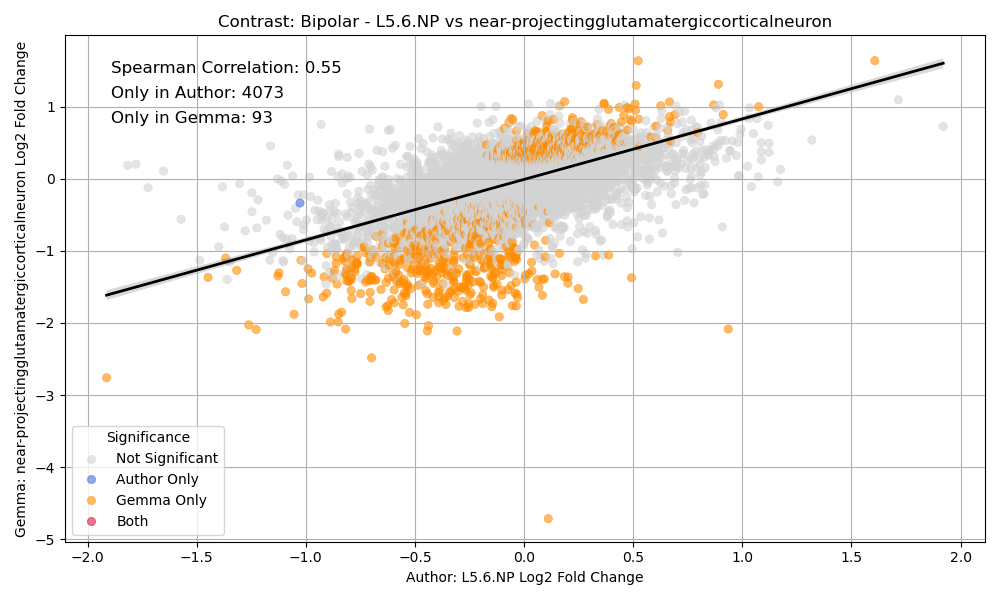 Contrast: Bipolar - L5.6.NP vs near-projectingglutamatergiccorticalneuron
Gemma: near-projectingglutamatergiccorticalneuron Log2 Fold Change
Spearman Correlation: 0.55
Only in Author: 4073
Only in Gemma: 93
1
0
−1
−2
−3
−4
−5
Significance
Not Significant
Author Only
Gemma Only
Both
−2.0 −1.5 −1.0 −0.5 0.0 0.5 1.0 1.5 2.0
Author: L5.6.NP Log2 Fold Change